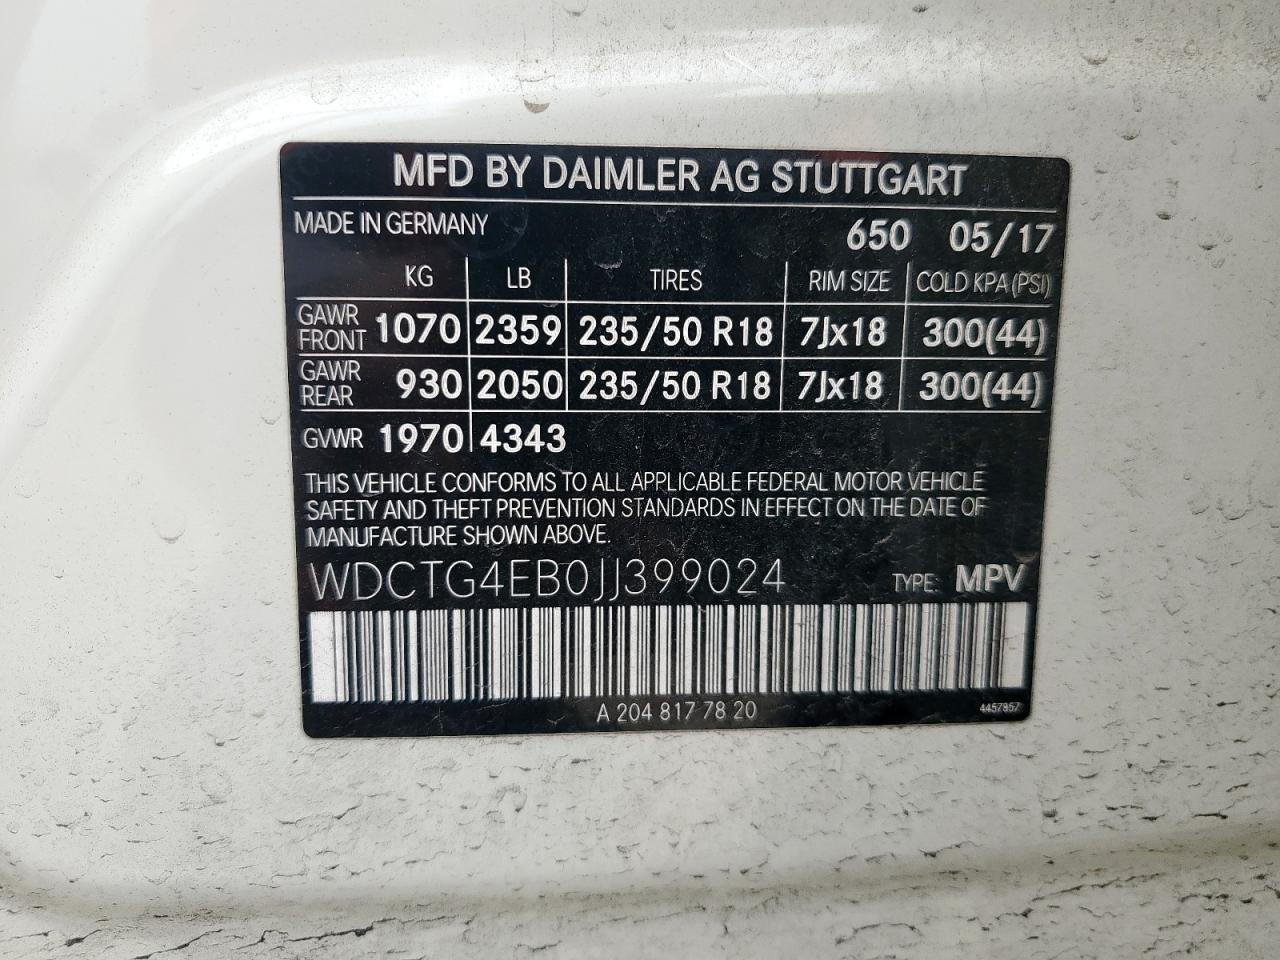 MFD BY DAIMLER AG STUTTGART
MADE IN GERMANY 650 05/17
KG LB TIRES RIM SIZE COLD KPA (PSI)
GAWR FRONT 1070 2359 235/50 R18 7Jx18 300(44)
GAWR REAR 930 2050 235/50 R18 7Jx18 300(44)
GVWR 1970 4343
THIS VEHICLE CONFORMS TO ALL APPLICABLE FEDERAL MOTOR VEHICLE
SAFETY AND THEFT PREVENTION STANDARDS IN EFFECT ON THE DATE OF
MANUFACTURE SHOWN ABOVE.
WDCTG4EB0JJ399024 TYPE: MPV
A 204 817 78 20 4457857